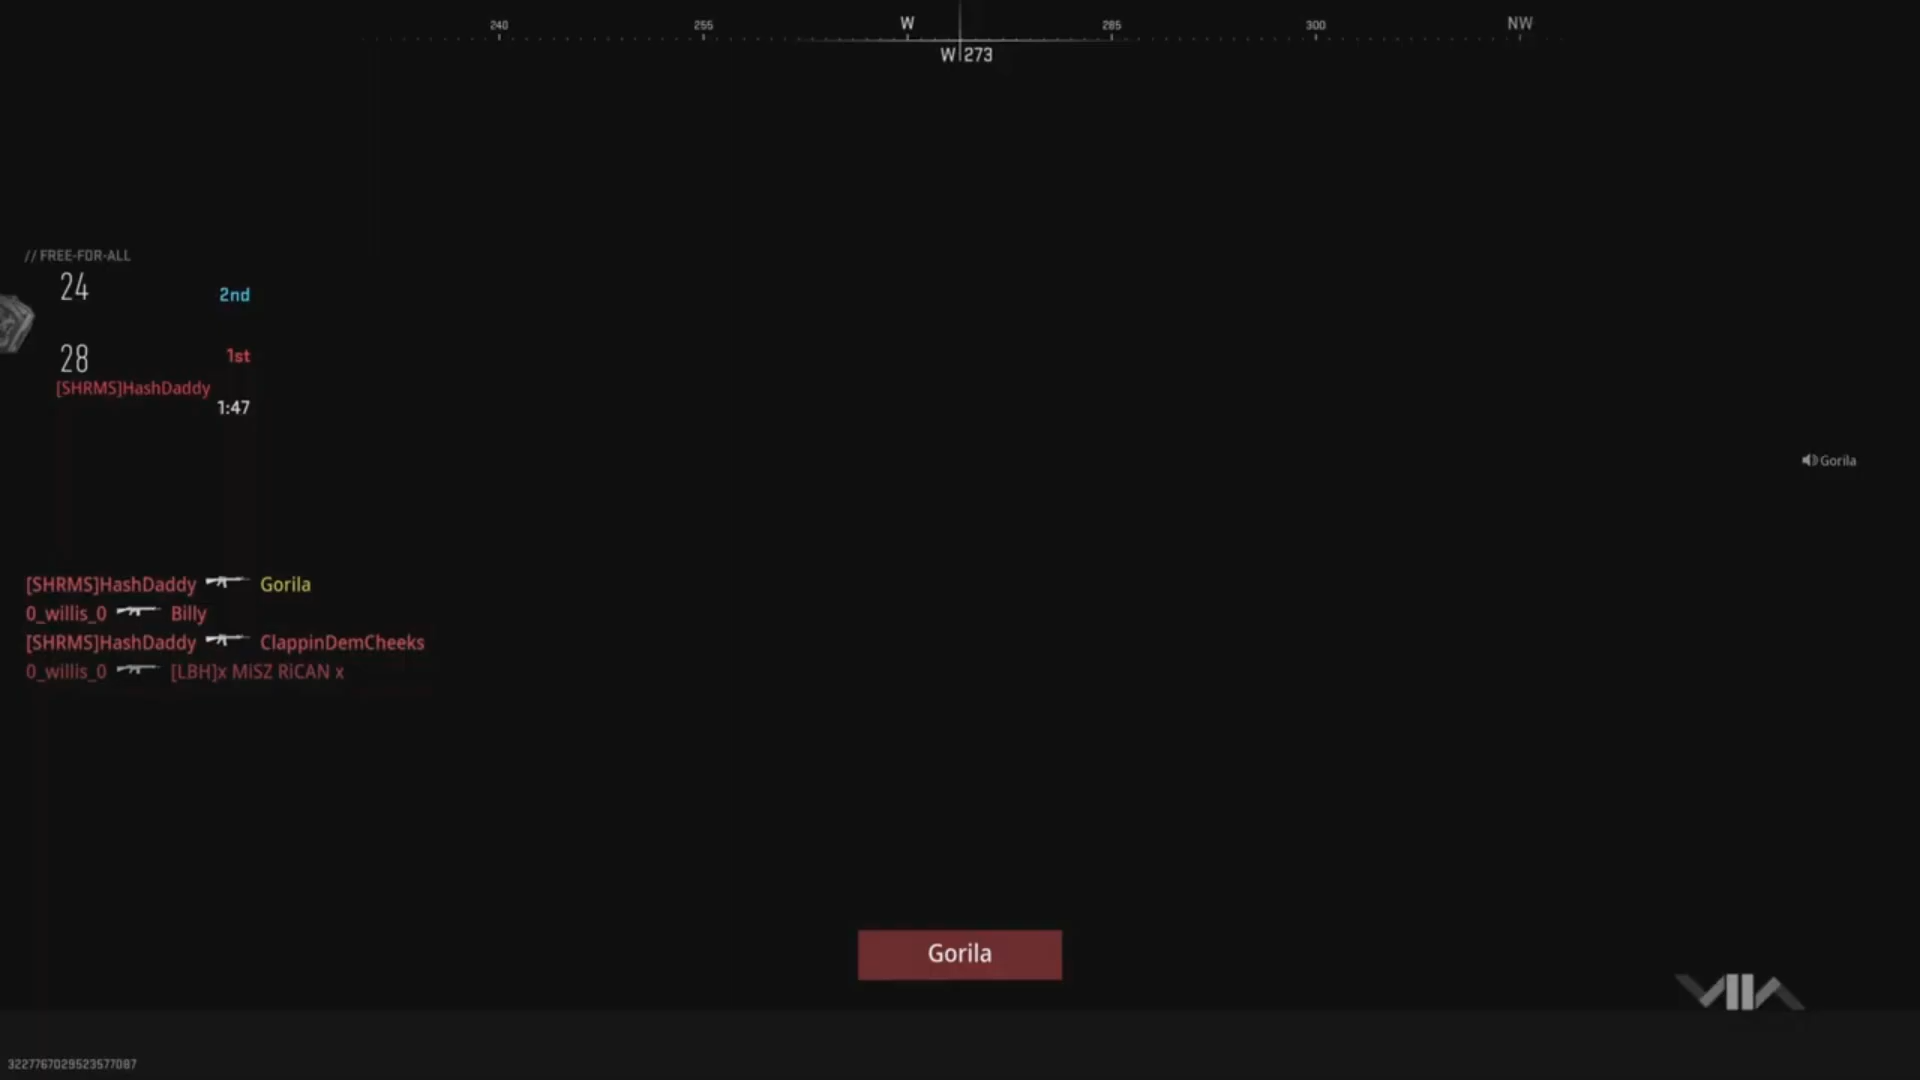 240 255 W 285 300 NW
W 273
// FREE-FOR-ALL
24 2nd
28 1st
[SHRMS]HashDaddy
1:47
Gorila
[SHRMS]HashDaddy Gorila
0_willis_0 Billy
[SHRMS]HashDaddy ClappinDemCheeks
0_willis_0 [LBH]x MiSZ RiCAN x
Gorila
3227767029523577087